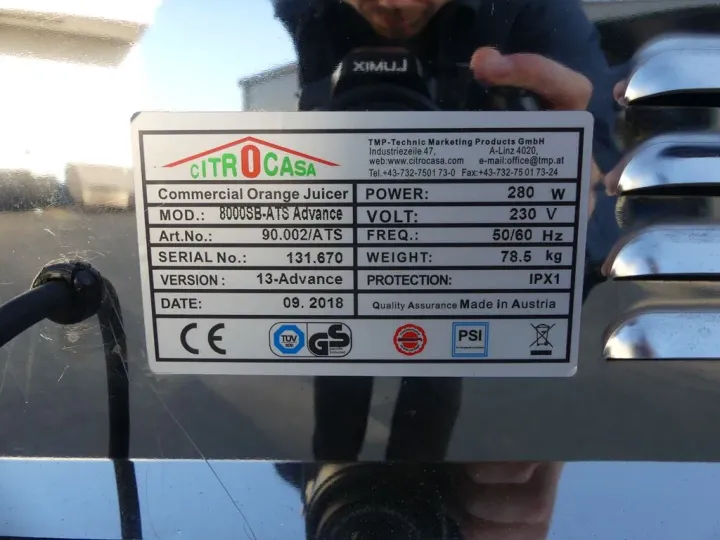 LUMIX
CITROCASA
TMP-Technic Marketing Products GmbH
Industriezeile 47, A-Linz 4020,
web:www.citrocasa.com e-mail:office@tmp.at
Tel.+43-732-7501 73-0 Fax:+43-732-75 01 73-24
Commercial Orange Juicer POWER: 280 W
MOD.: 8000SB-ATS Advance VOLT: 230 V
Art.No.: 90.002/ATS FREQ.: 50/60 Hz
SERIAL No.: 131.670 WEIGHT: 78.5 kg
VERSION : 13-Advance PROTECTION: IPX1
DATE: 09. 2018 Quality Assurance Made in Austria
CE TÜV GS PSI